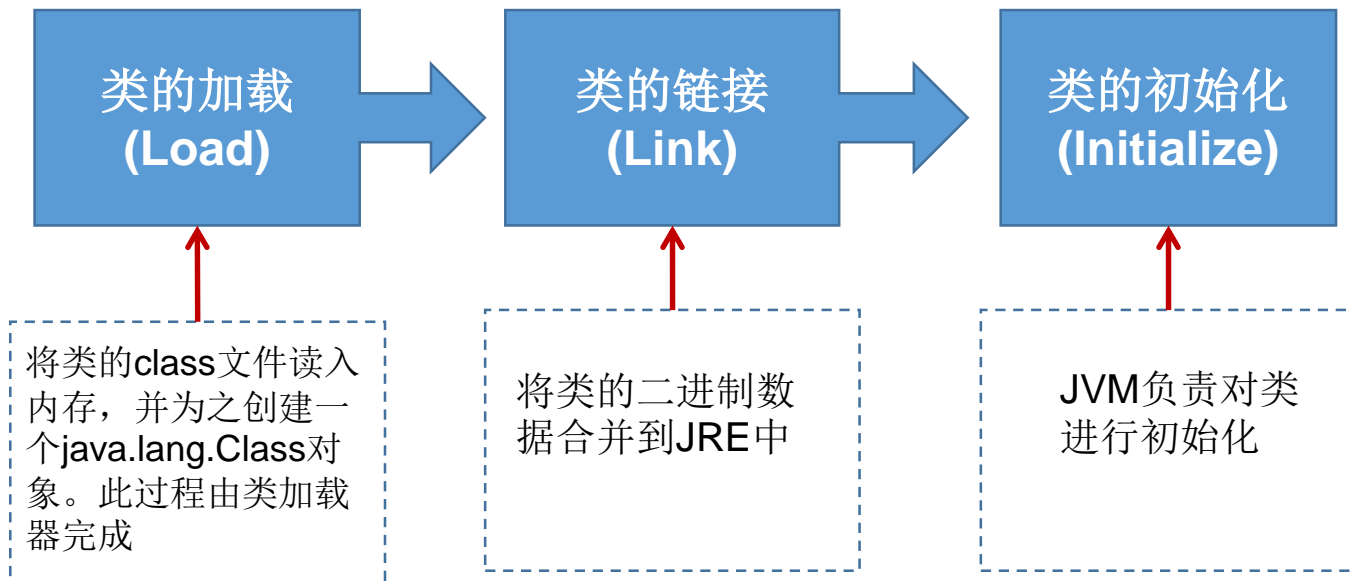 类的加载
(Load)
类的链接
(Link)
类的初始化
(Initialize)
将类的class文件读入
内存，并为之创建一
个java.lang.Class对
象。此过程由类加载
器完成
将类的二进制数
据合并到JRE中
JVM负责对类
进行初始化